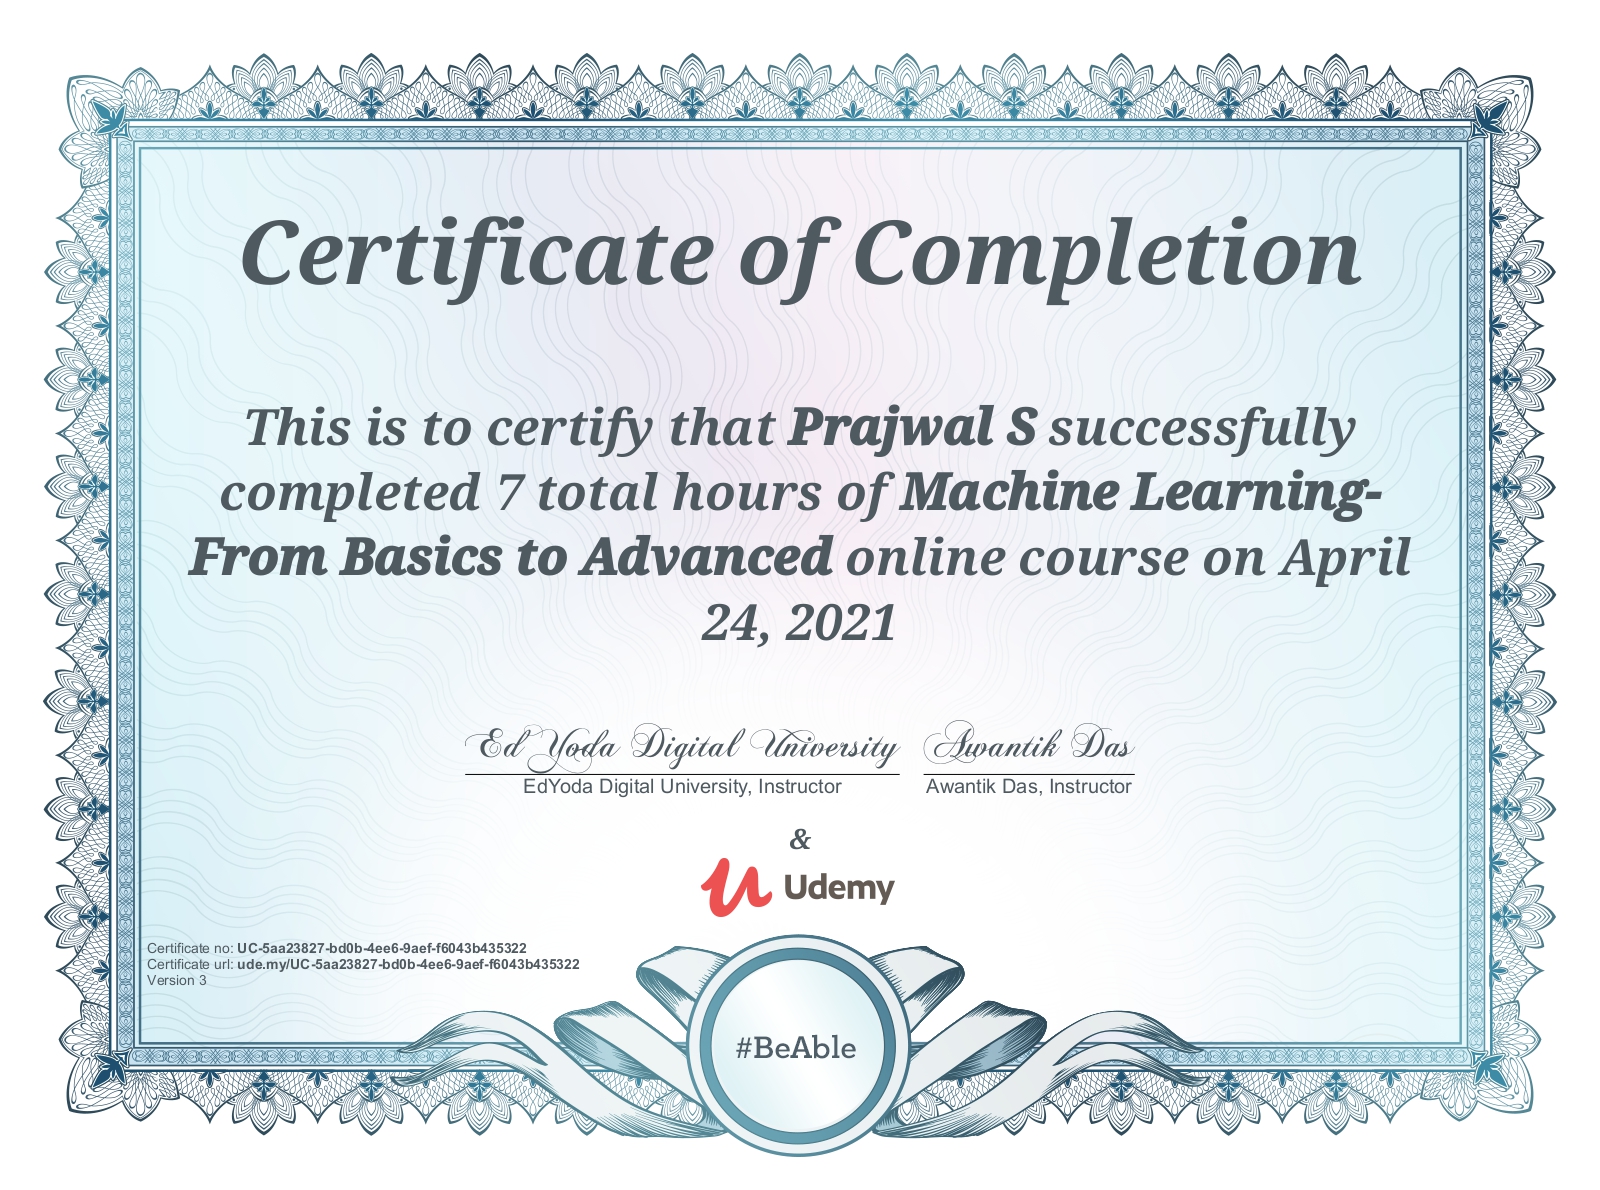 Certificate of Completion
This is to certify that Prajwal S successfully
completed 7 total hours of Machine Learning-
From Basics to Advanced online course on April
24, 2021
Ed Yoda Digital University Awantik Das
EdYoda Digital University, Instructor Awantik Das, Instructor
&
Udemy
Certificate no: UC-5aa23827-bd0b-4ee6-9aef-f6043b435322
Certificate url: ude.my/UC-5aa23827-bd0b-4ee6-9aef-f6043b435322
Version 3
#BeAble